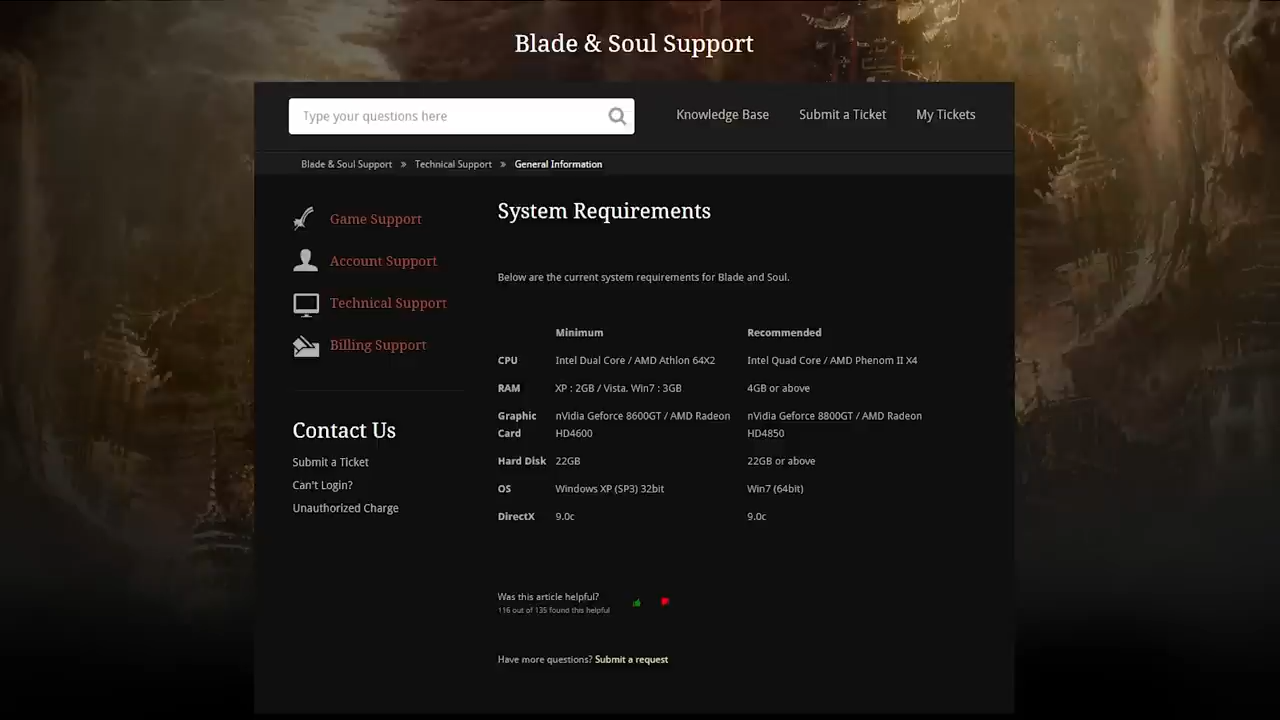 Blade & Soul Support
Type your questions here
Knowledge Base
Submit a Ticket
My Tickets
Blade & Soul Support » Technical Support » General Information
Game Support
Account Support
Technical Support
Billing Support
Contact Us
Submit a Ticket
Can't Login?
Unauthorized Charge
System Requirements
Below are the current system requirements for Blade and Soul.
Minimum Recommended
CPU Intel Dual Core / AMD Athlon 64X2 Intel Quad Core / AMD Phenom II X4
RAM XP : 2GB / Vista. Win7 : 3GB 4GB or above
Graphic nVidia Geforce 8600GT / AMD Radeon nVidia Geforce 8800GT / AMD Radeon
Card HD4600 HD4850
Hard Disk 22GB 22GB or above
OS Windows XP (SP3) 32bit Win7 (64bit)
DirectX 9.0c 9.0c
Was this article helpful?
116 out of 135 found this helpful
Have more questions? Submit a request